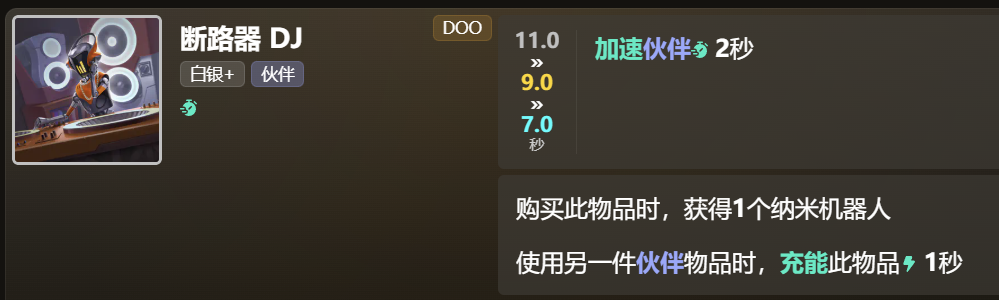 断路器 DJ
DOO
白银+
伙伴
11.0
»
9.0
»
7.0
秒
加速伙伴 2秒
购买此物品时，获得1个纳米机器人
使用另一件伙伴物品时，充能此物品 1秒